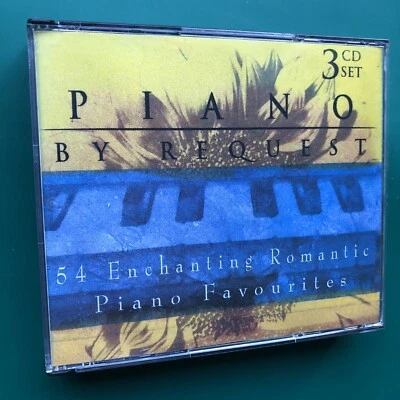 3 CD SET
PIANO
BY REQUEST
54 Enchanting Romantic
Piano Favourites